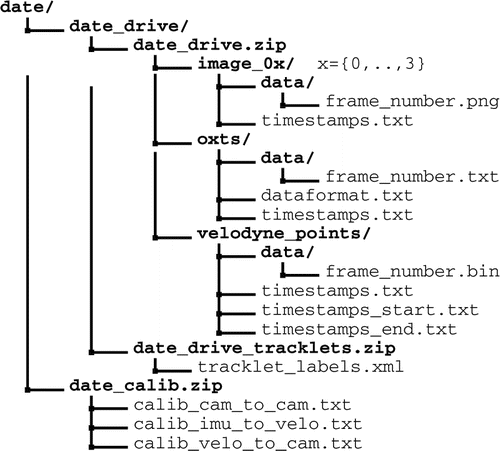 date/
date_drive/
date_drive.zip
image_0x/ x={0,..,3}
data/
frame_number.png
timestamps.txt
oxts/
data/
frame_number.txt
dataformat.txt
timestamps.txt
velodyne_points/
data/
frame_number.bin
timestamps.txt
timestamps_start.txt
timestamps_end.txt
date_drive_tracklets.zip
tracklet_labels.xml
date_calib.zip
calib_cam_to_cam.txt
calib_imu_to_velo.txt
calib_velo_to_cam.txt